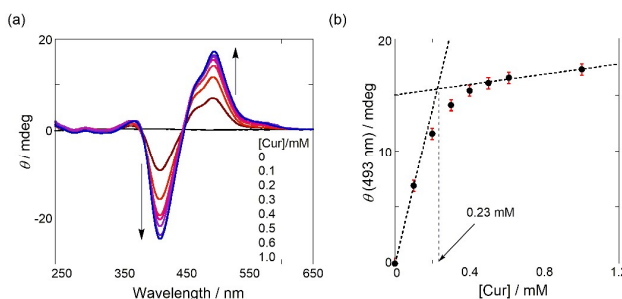 (a)
20
0
-20
θ / mdeg
[Cur]/mM
0
0.1
0.2
0.3
0.4
0.5
0.6
1.0
250
350
450
550
650
Wavelength / nm
(b)
20
10
0
θ (493 nm) / mdeg
0.23 mM
0
0.4
0.8
1.2
[Cur] / mM